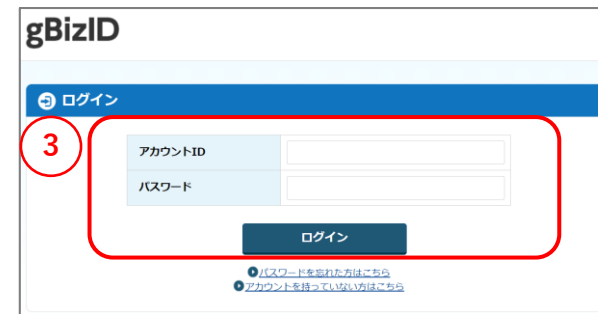 gBizID
ログイン
3
アカウントID
パスワード
ログイン
パスワードを忘れた方はこちら
アカウントを持っていない方はこちら